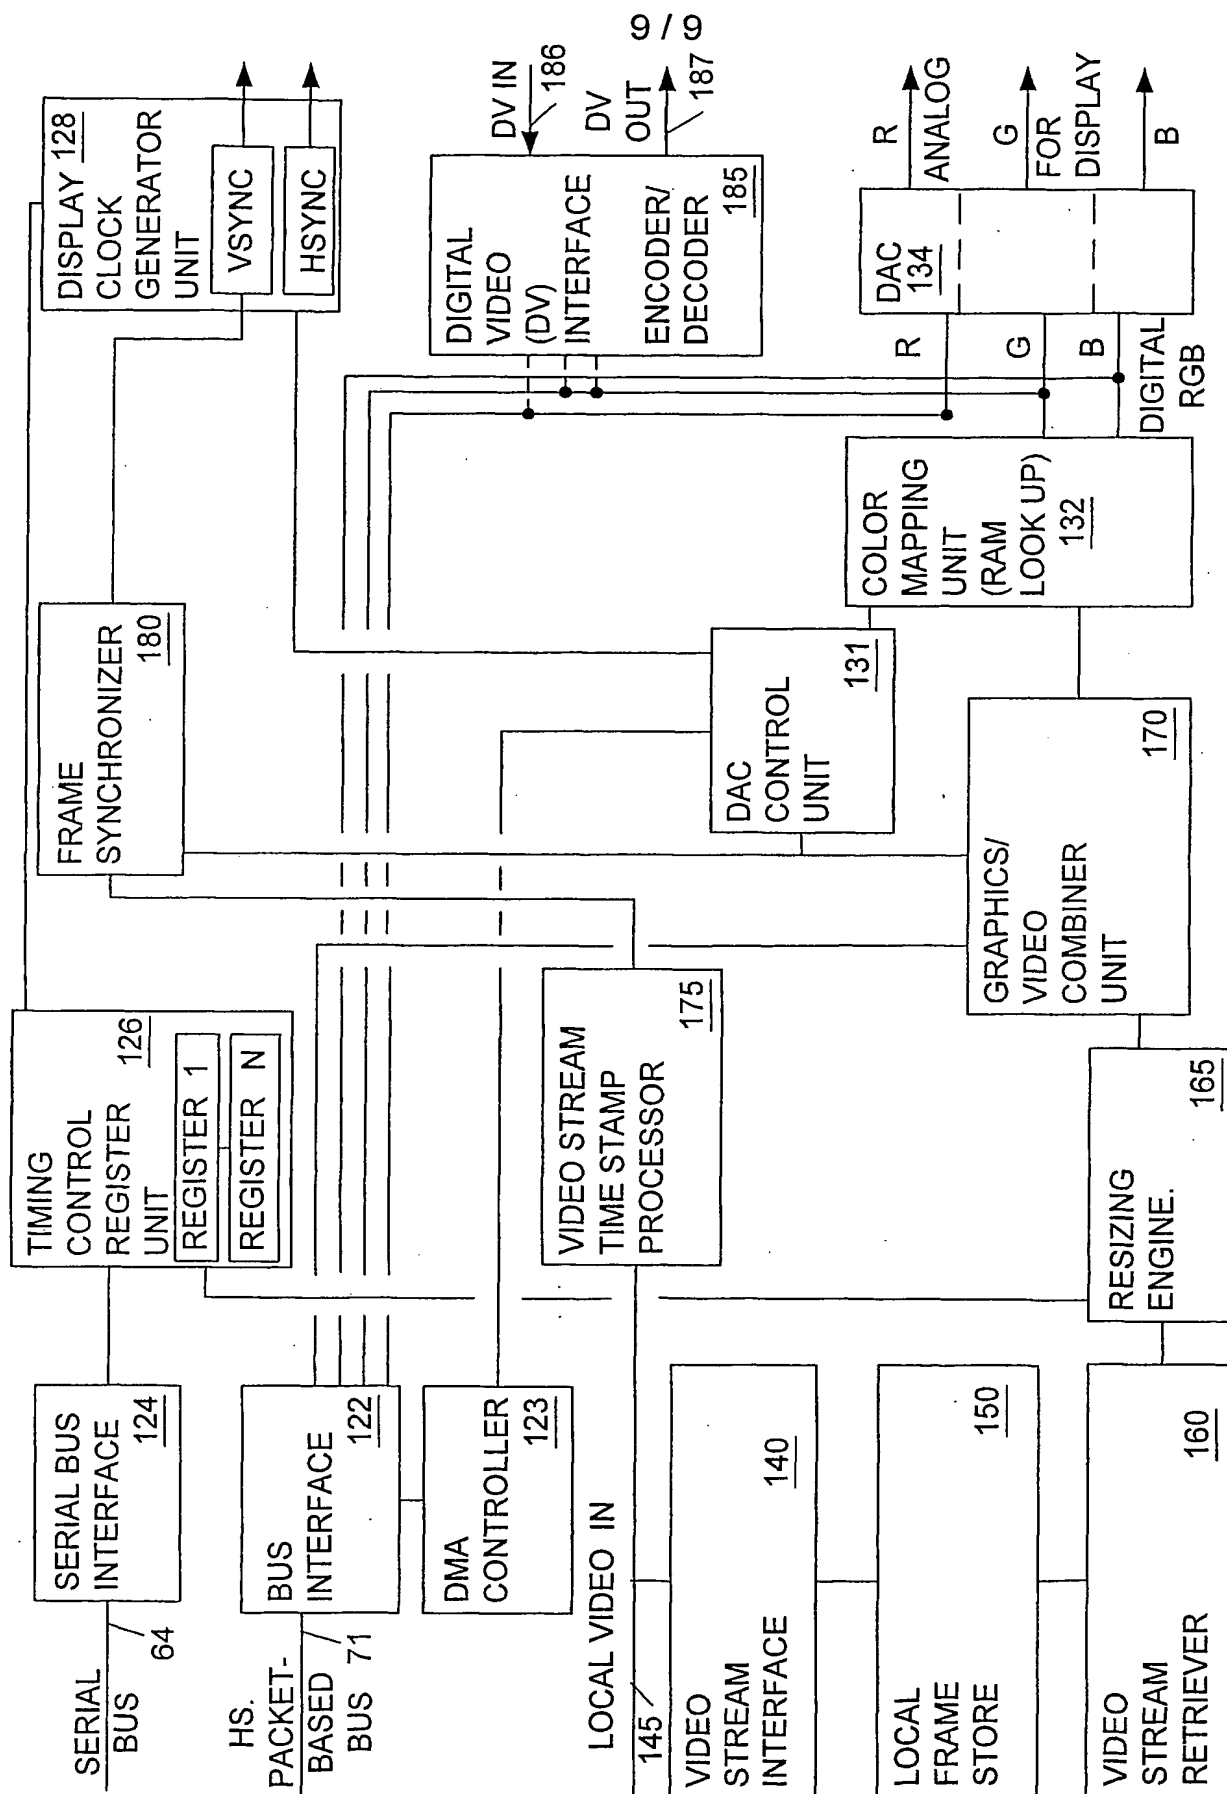 9 / 9
SERIAL
BUS
64
SERIAL BUS
INTERFACE
124
TIMING
CONTROL
REGISTER
UNIT
126
REGISTER 1
REGISTER N
FRAME
SYNCHRONIZER
180
DISPLAY 128
CLOCK
GENERATOR
UNIT
VSYNC
HSYNC
HS.
PACKET-
BASED
BUS 71
BUS
INTERFACE
122
DMA
CONTROLLER
123
DIGITAL
VIDEO
(DV)
INTERFACE
ENCODER/
DECODER
185
DV IN
186
DV
OUT
187
LOCAL VIDEO IN
145
VIDEO STREAM
TIME STAMP
PROCESSOR
175
DAC
CONTROL
UNIT
131
VIDEO
STREAM
INTERFACE
140
LOCAL
FRAME
STORE
150
VIDEO
STREAM
RETRIEVER
160
RESIZING
ENGINE.
165
GRAPHICS/
VIDEO
COMBINER
UNIT
170
COLOR
MAPPING
UNIT
(RAM
LOOK UP)
132
R
G
B
DIGITAL
RGB
DAC
134
R
ANALOG
G
FOR
DISPLAY
B